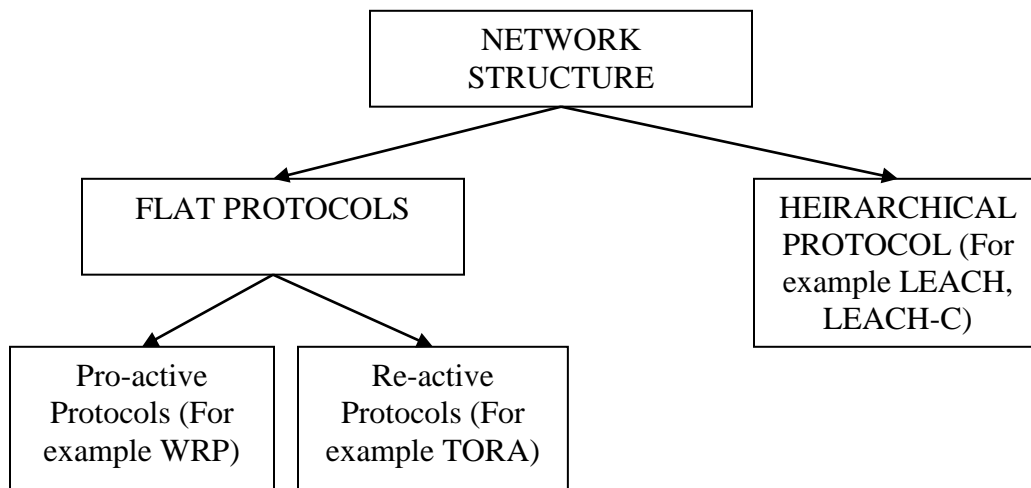 NETWORK
STRUCTURE
FLAT PROTOCOLS
HEIRARCHICAL
PROTOCOL (For
example LEACH,
LEACH-C)
Pro-active
Protocols (For
example WRP)
Re-active
Protocols (For
example TORA)